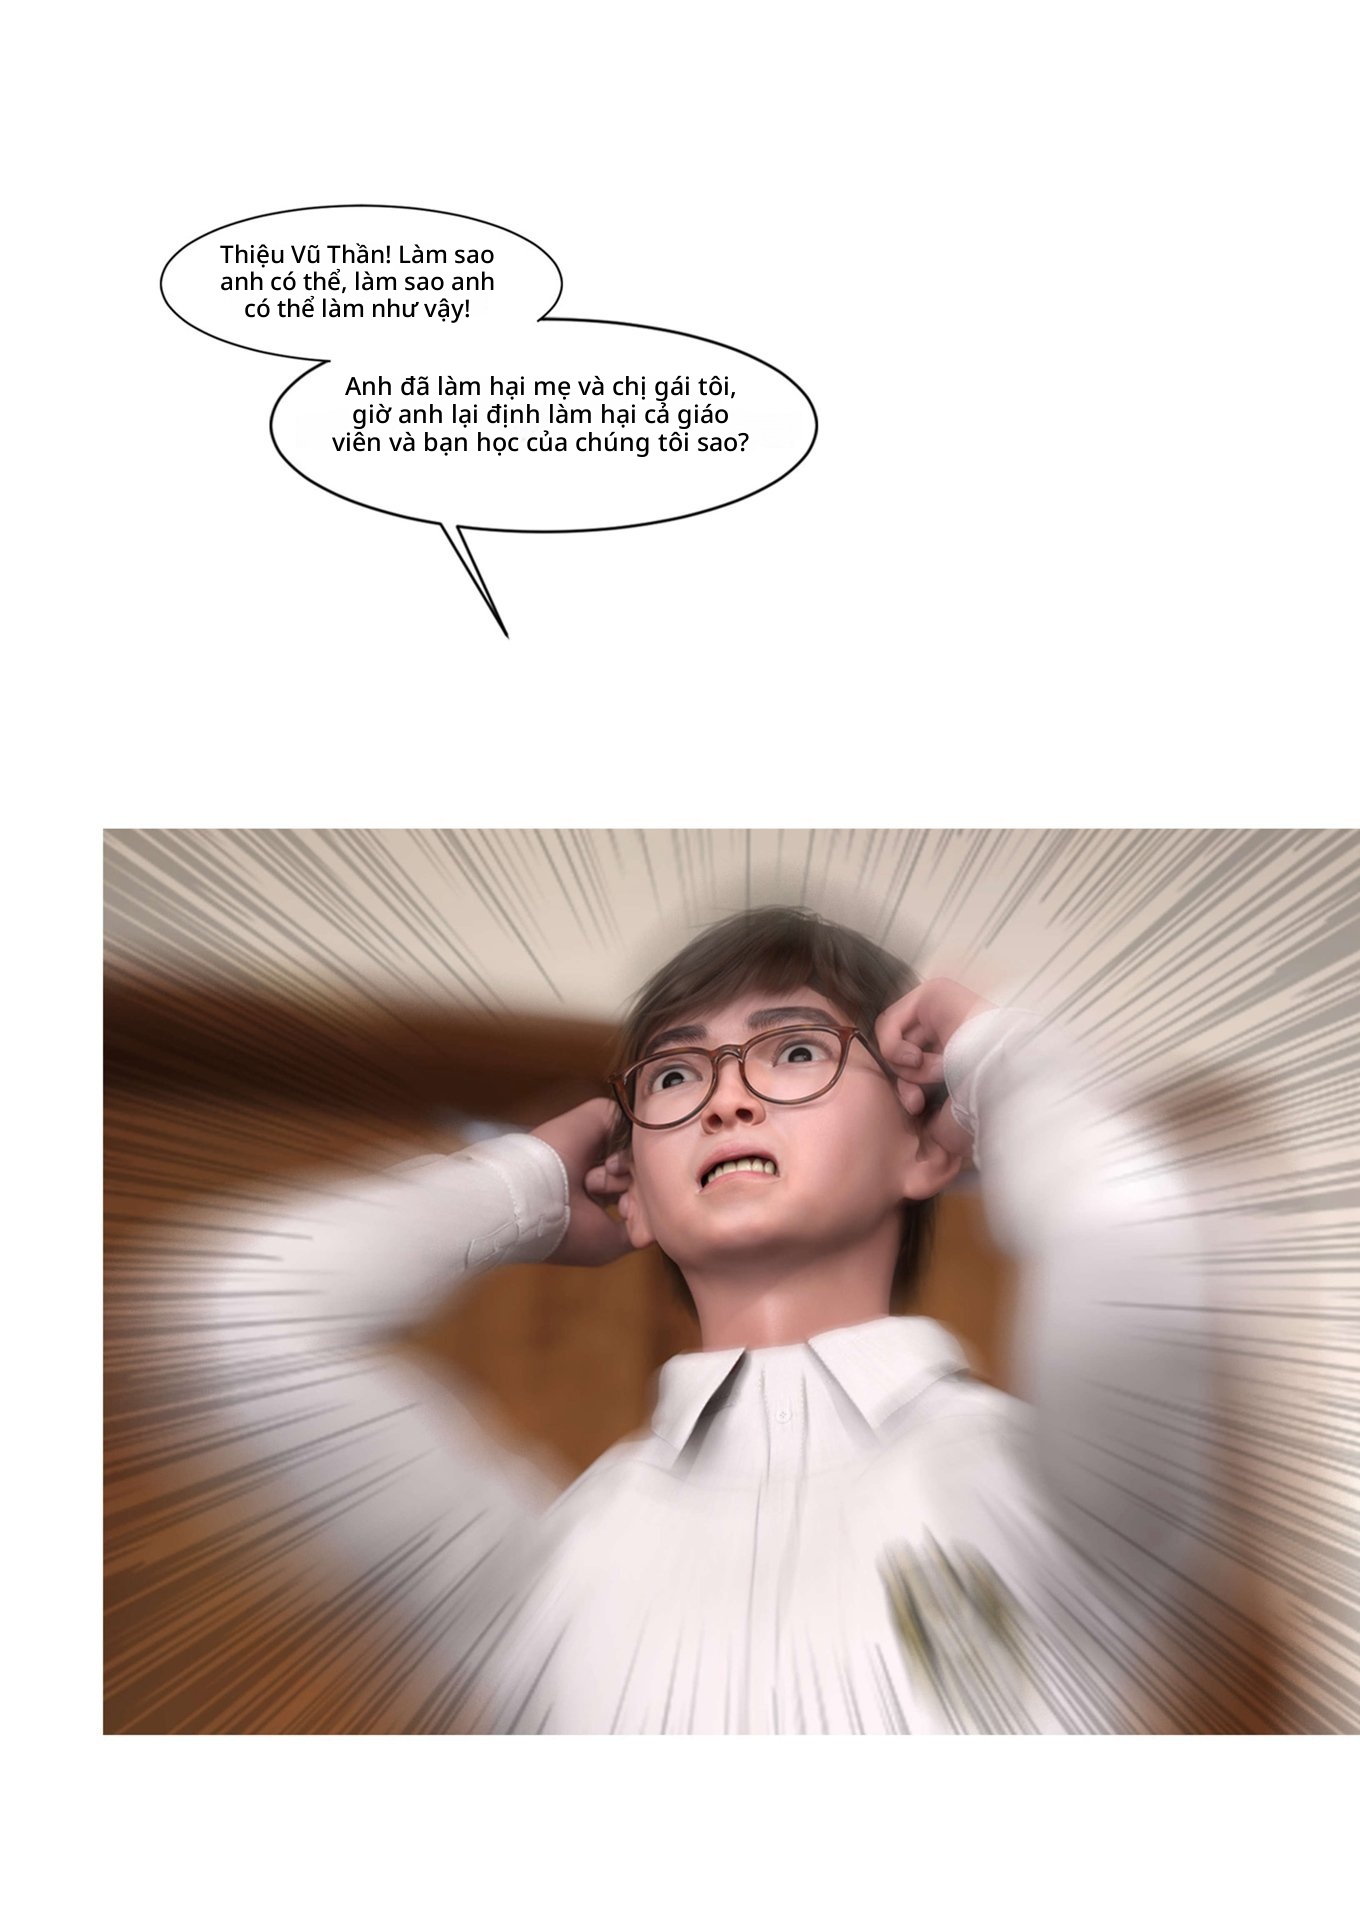 Thiệu Vũ Thần! Làm sao
anh có thể, làm sao anh
có thể làm như vậy!
Anh đã làm hại mẹ và chị gái tôi,
giờ anh lại định làm hại cả giáo
viên và bạn học của chúng tôi sao?